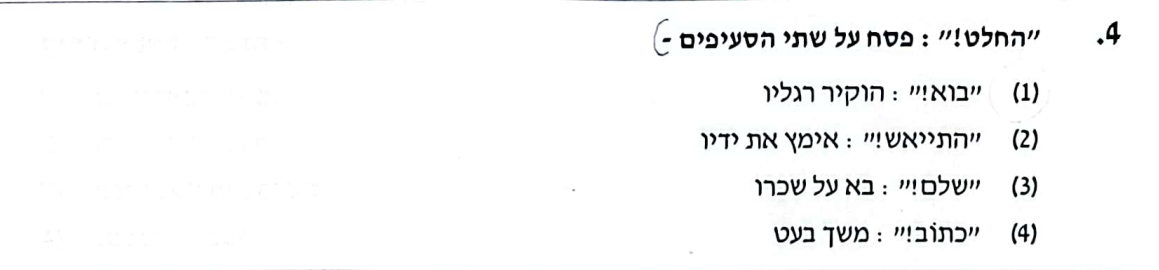 4. "החלט!" : פסח על שתי הסעיפים -
(1) "בוא!" : הוקיר רגליו
(2) "התייאש!" : אימץ את ידיו
(3) "שלם!" : בא על שכרו
(4) "כתוֹב!" : משך בעט